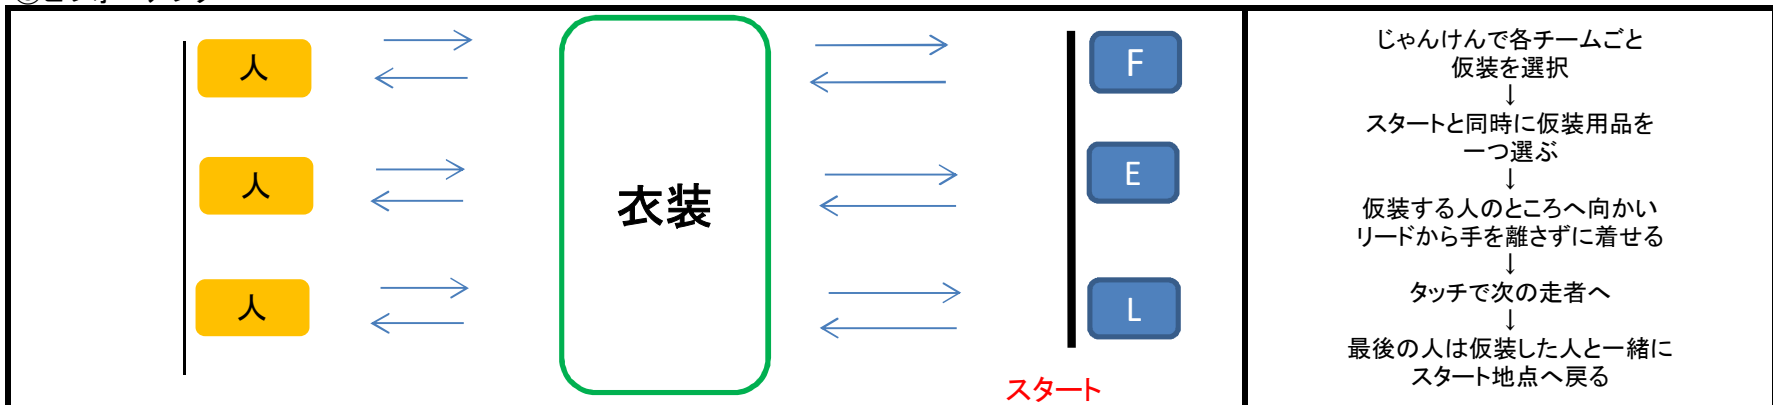 人
F
人
衣装
E
人
L
スタート
じゃんけんで各チームごと
仮装を選択
↓
スタートと同時に仮装用品を
一つ選ぶ
↓
仮装する人のところへ向かい
リードから手を離さずに着せる
↓
タッチで次の走者へ
↓
最後の人は仮装した人と一緒に
スタート地点へ戻る